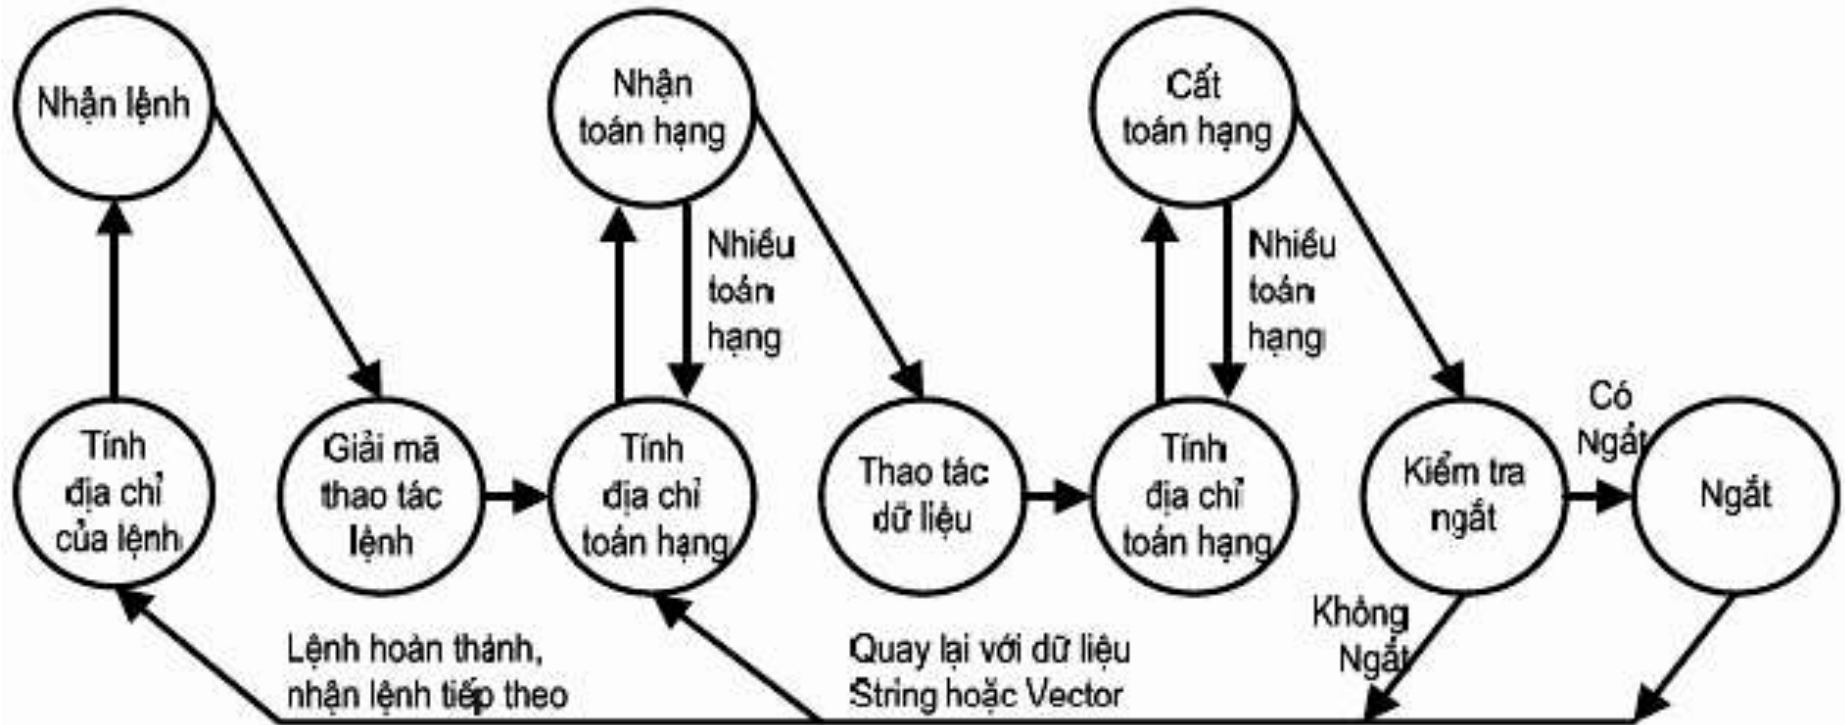 Nhận lệnh
Nhận
toán hạng
Cất
toán hạng
Nhiều
toán
hạng
Nhiều
toán
hạng
Tính
địa chỉ
của lệnh
Giải mã
thao tác
lệnh
Tính
địa chỉ
toán hạng
Thao tác
dữ liệu
Tính
địa chỉ
toán hạng
Kiểm tra
ngắt
Có
Ngắt
Ngắt
Không
Ngắt
Lệnh hoàn thành,
nhận lệnh tiếp theo
Quay lại với dữ liệu
String hoặc Vector